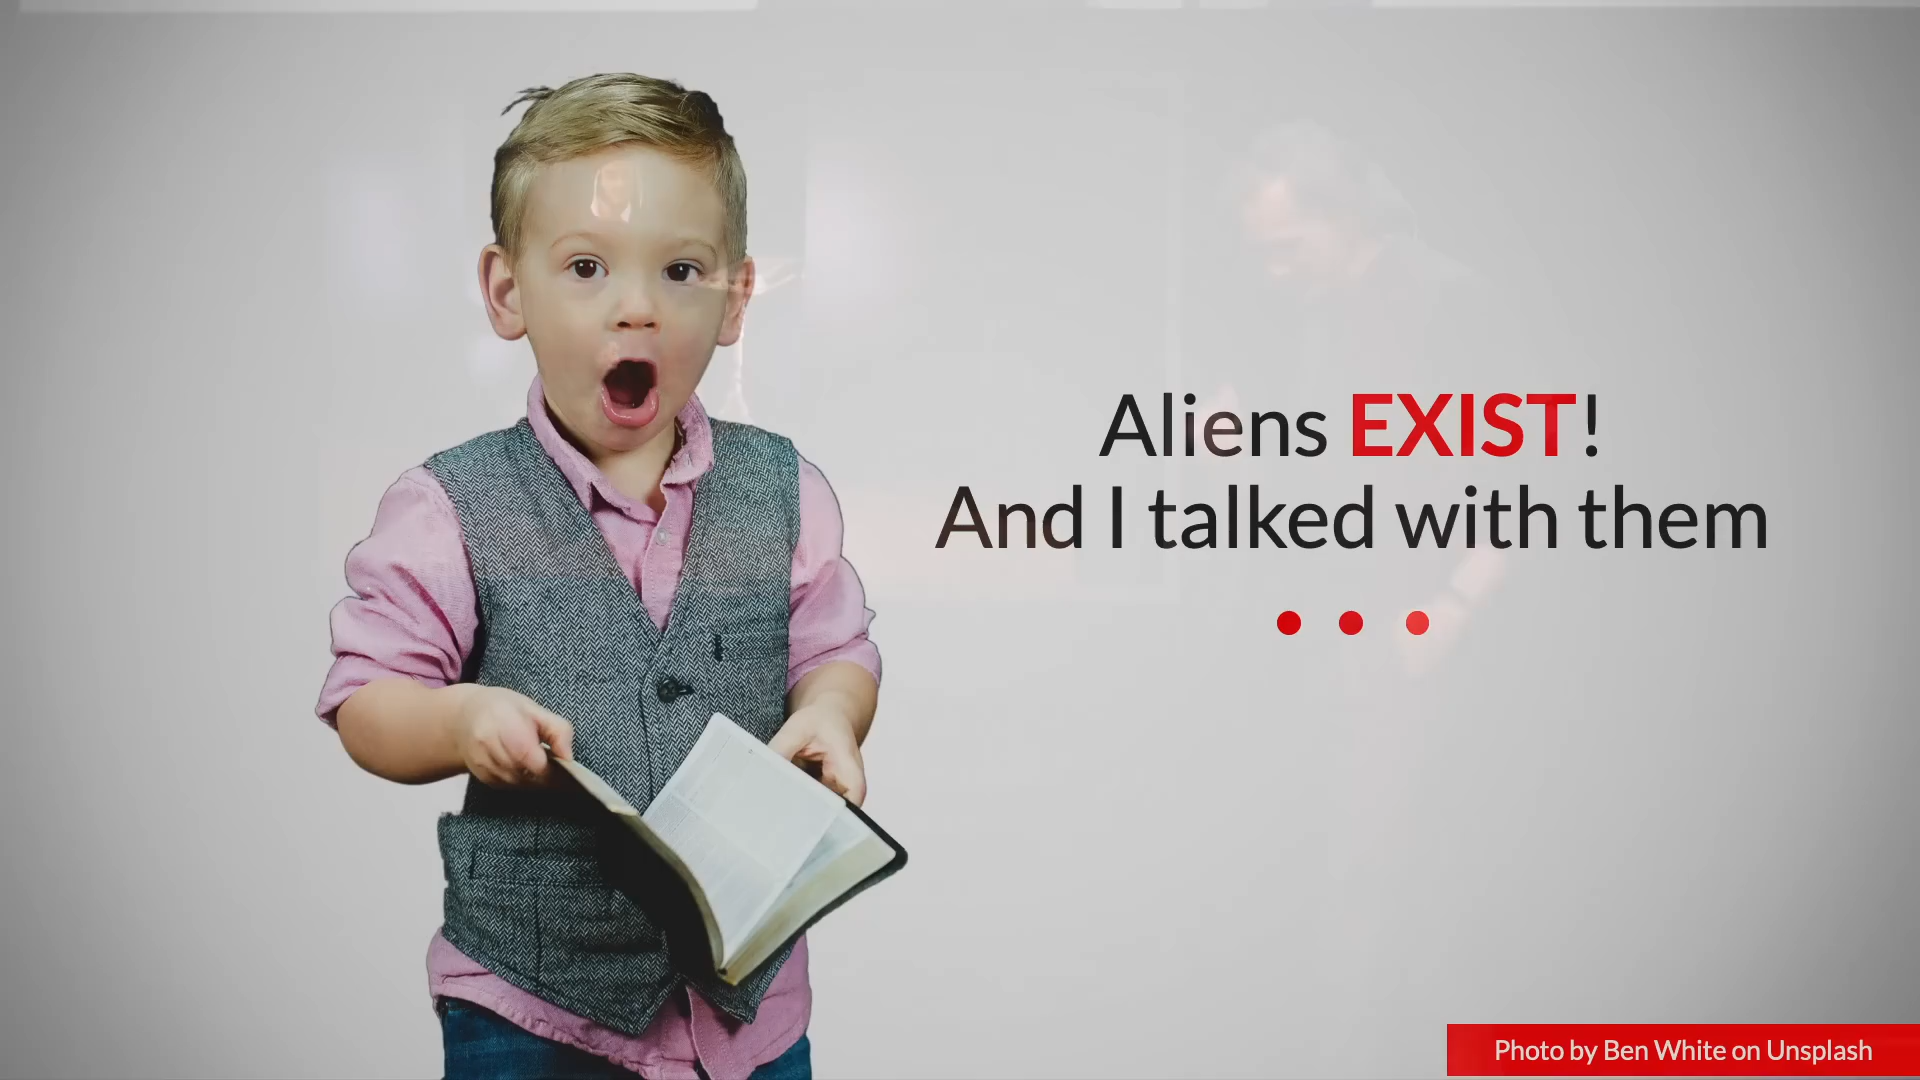 Aliens EXIST!
And I talked with them
Photo by Ben White on Unsplash